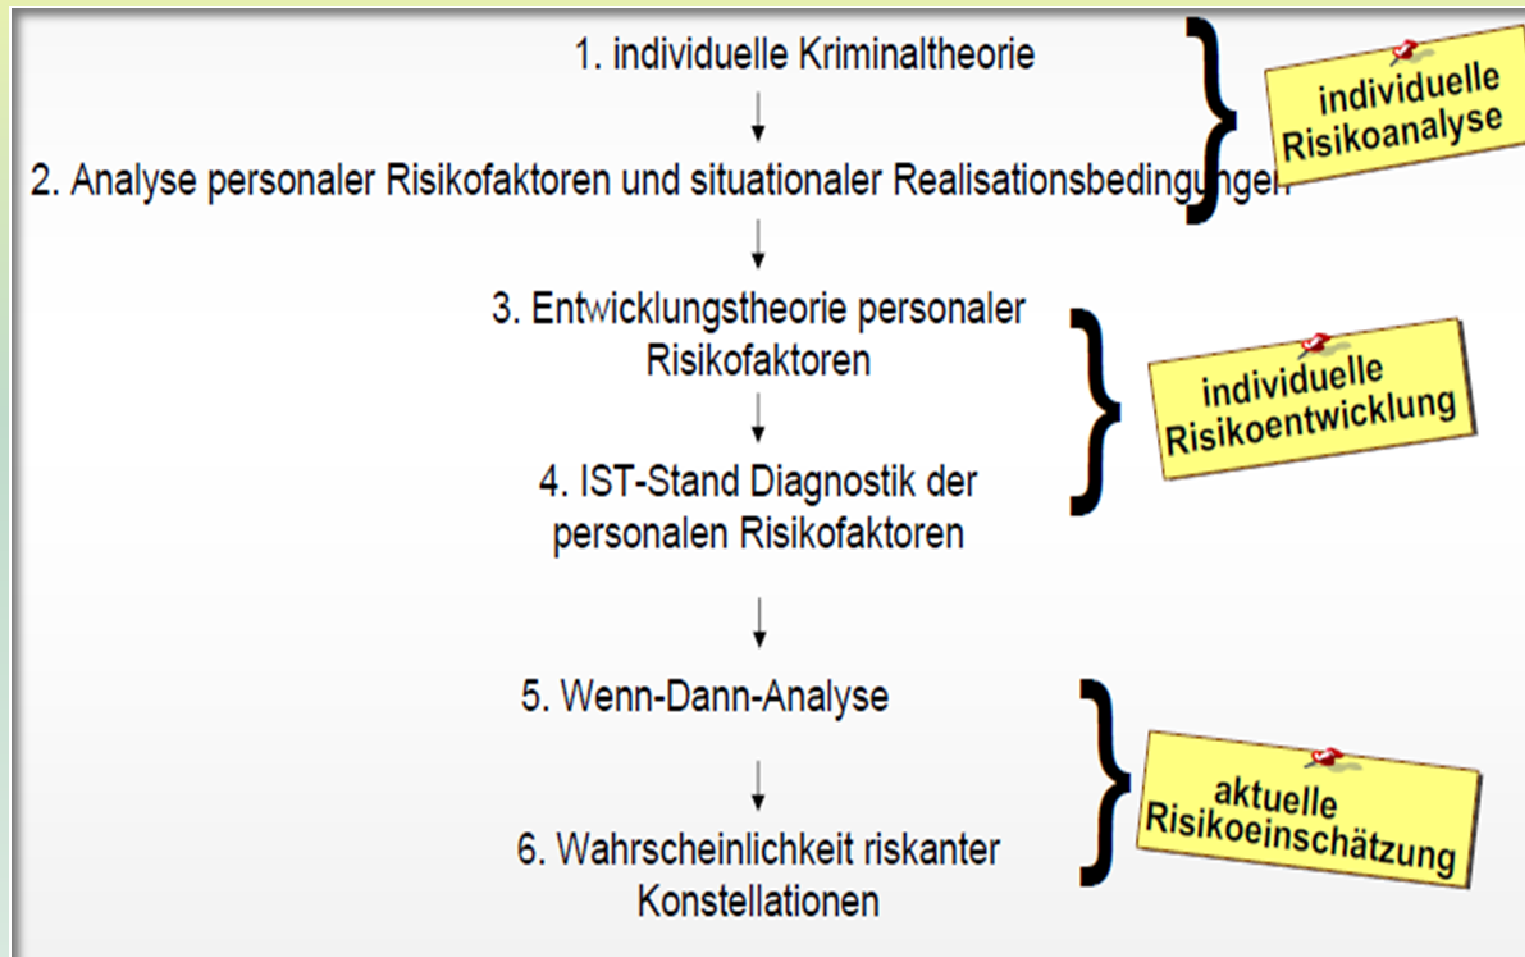 1. individuelle Kriminaltheorie
individuelle
Risikoanalyse
2. Analyse personaler Risikofaktoren und situationaler Realisationsbedingungen
3. Entwicklungstheorie personaler
Risikofaktoren
individuelle
Risikoentwicklung
4. IST-Stand Diagnostik der
personalen Risikofaktoren
5. Wenn-Dann-Analyse
aktuelle
Risikoeinschätzung
6. Wahrscheinlichkeit riskanter
Konstellationen